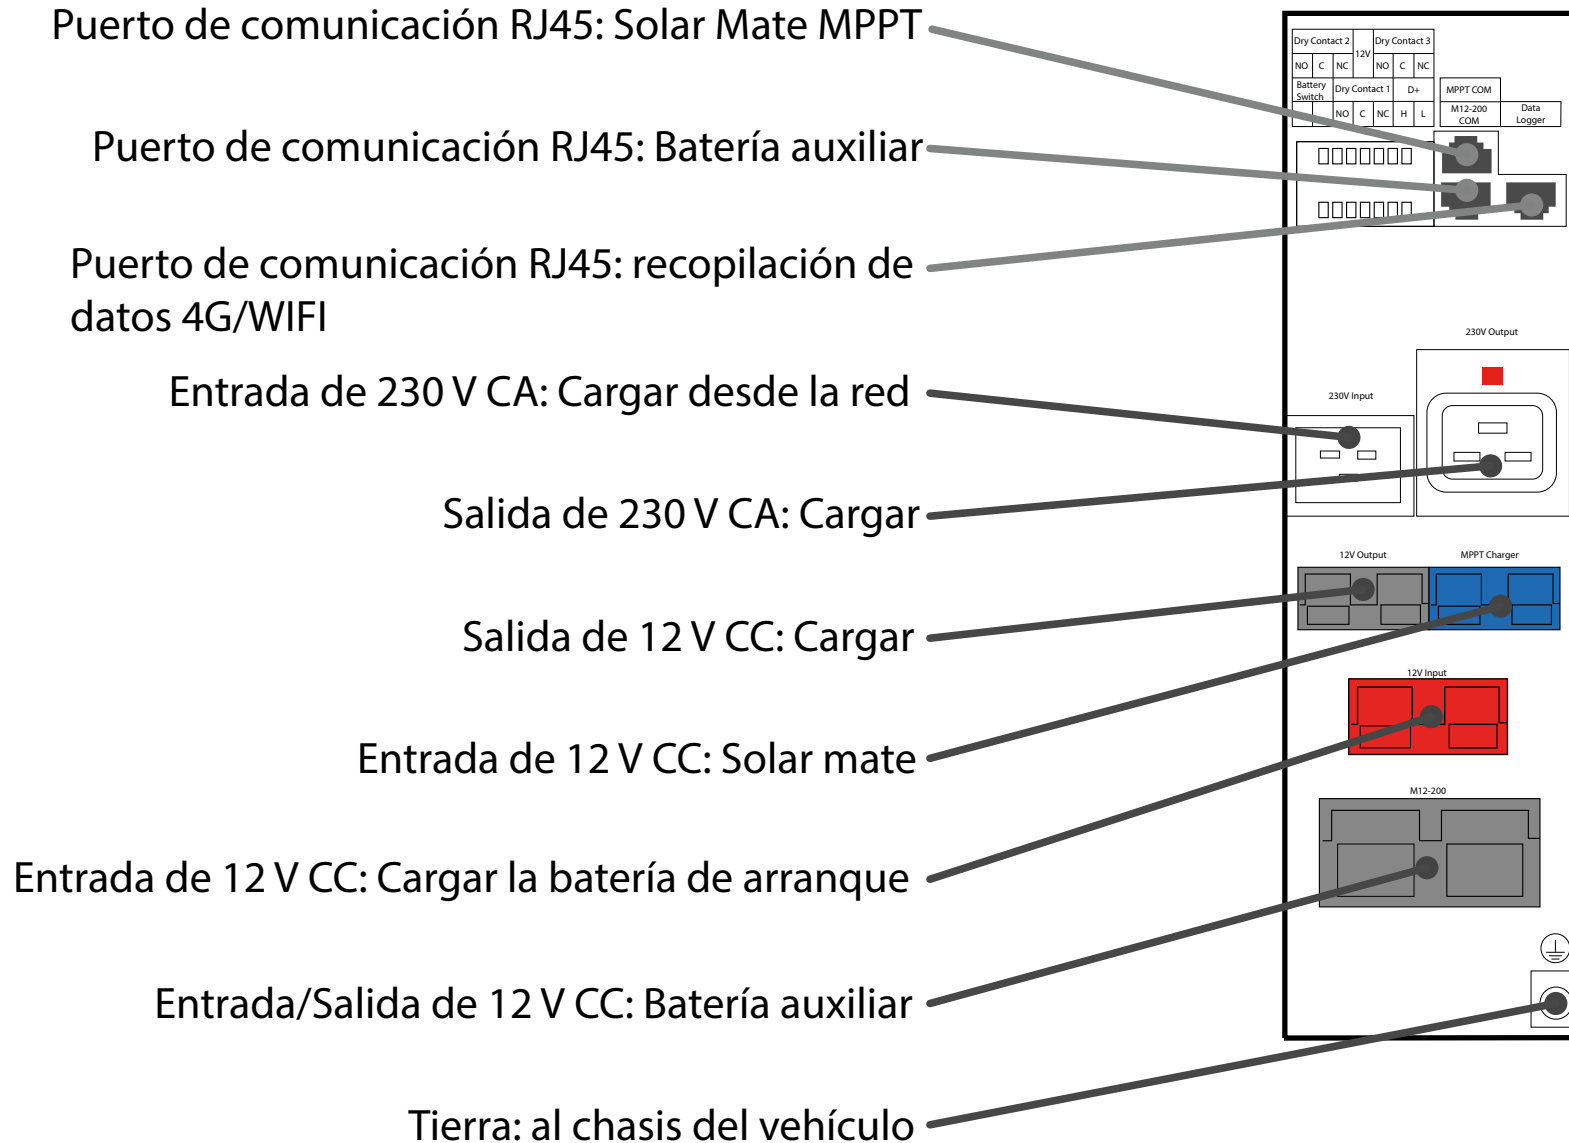 Puerto de comunicación RJ45: Solar Mate MPPT
Puerto de comunicación RJ45: Batería auxiliar
Puerto de comunicación RJ45: recopilación de
datos 4G/WIFI
Entrada de 230 V CA: Cargar desde la red
Salida de 230 V CA: Cargar
Salida de 12 V CC: Cargar
Entrada de 12 V CC: Solar mate
Entrada de 12 V CC: Cargar la batería de arranque
Entrada/Salida de 12 V CC: Batería auxiliar
Tierra: al chasis del vehículo
Dry Contact 2 12V Dry Contact 3
NO C NC NO C NC
Battery
Switch Dry Contact 1 D+
NO C NC H L
MPPT COM
M12-200
COM
Data
Logger
230V Output
230V Input
12V Output MPPT Charger
12V Input
M12-200